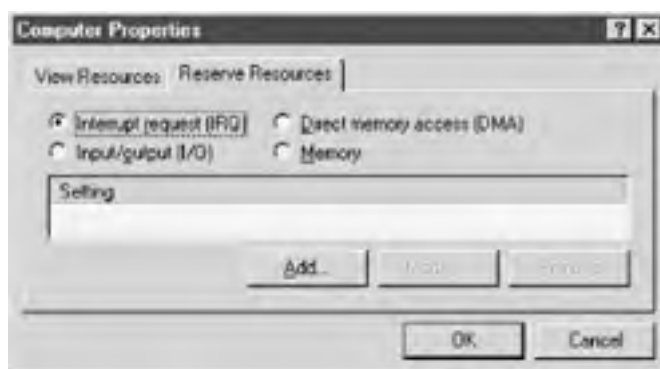 Computer Properties
View Resources Reserve Resources
Interrupt request (IRQ) Direct memory access (DMA)
Input/output (I/O) Memory
Setting
Add...
OK Cancel